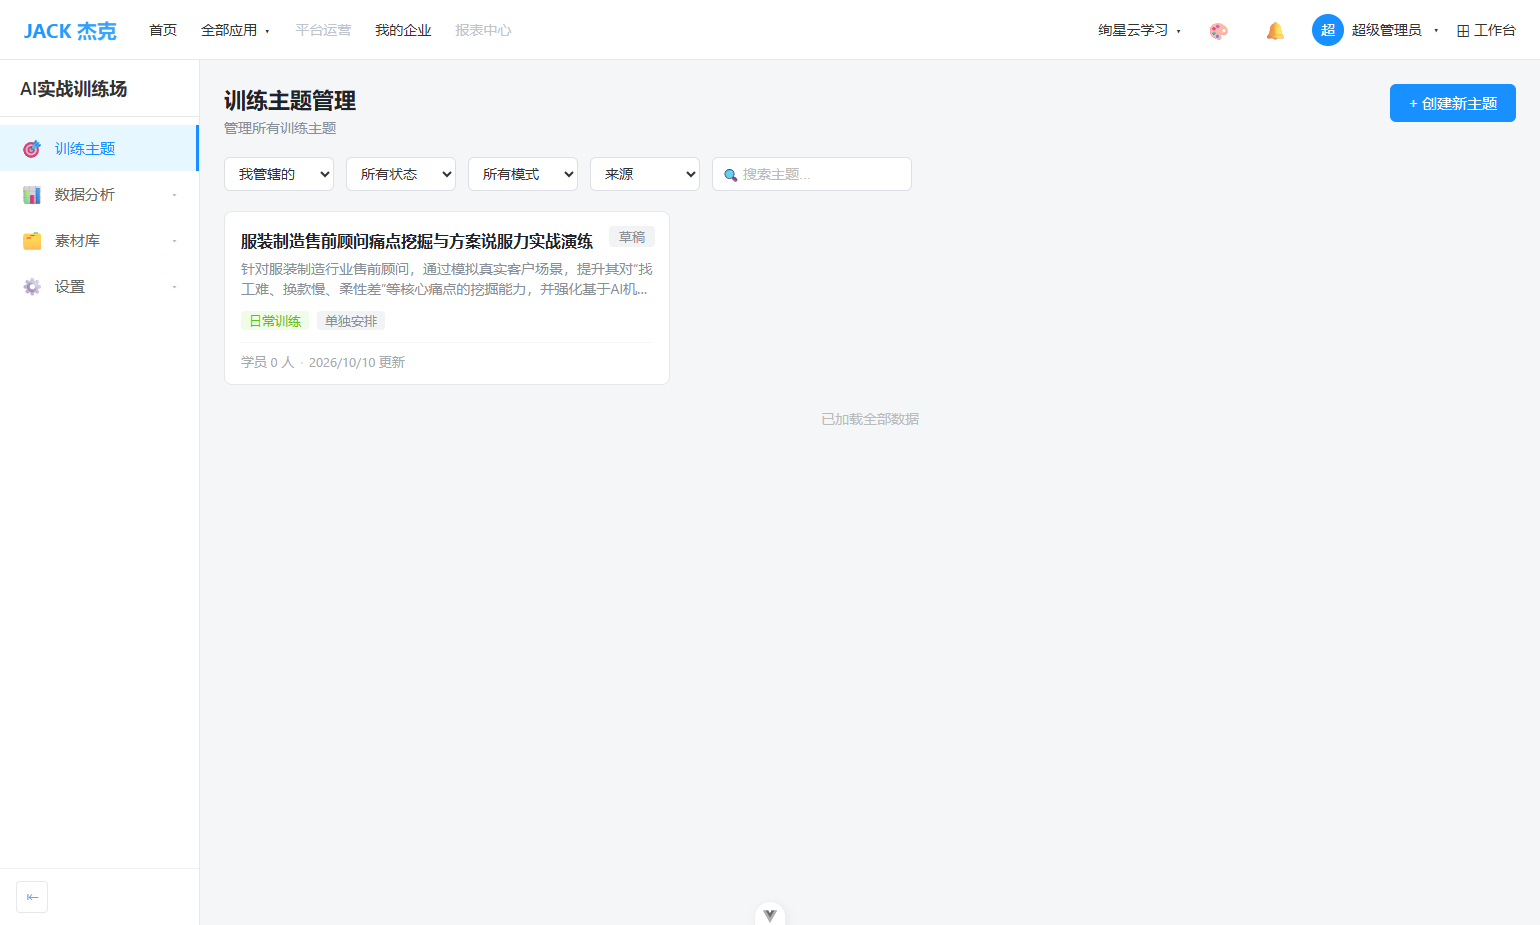 JACK 杰克
首页
全部应用
平台运营
我的企业
报表中心
绚星云学习
超
超级管理员
工作台
AI实战训练场
训练主题
数据分析
素材库
设置
训练主题管理
管理所有训练主题
+ 创建新主题
我管辖的
所有状态
所有模式
来源
搜索主题...
服装制造售前顾问痛点挖掘与方案说服力实战演练
草稿
针对服装制造行业售前顾问，通过模拟真实客户场景，提升其对"找
工难、换款慢、柔性差"等核心痛点的挖掘能力，并强化基于AI机...
日常训练
单独安排
学员 0 人 · 2026/10/10 更新
已加载全部数据